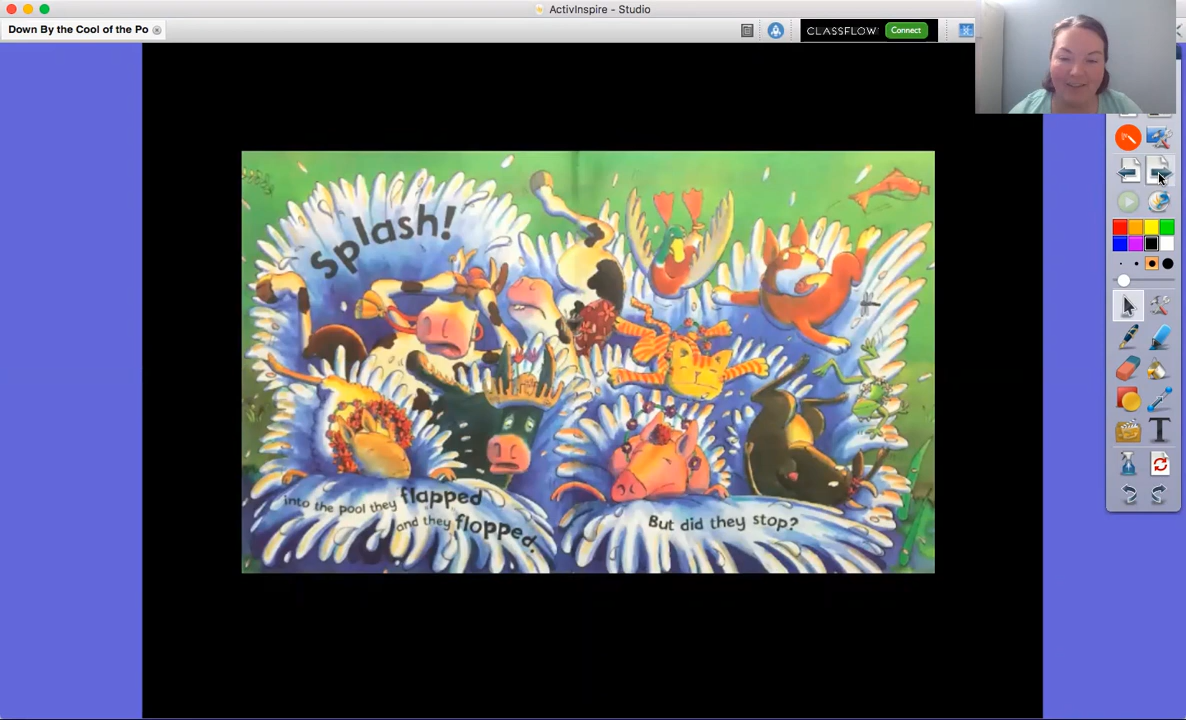 ActivInspire - Studio
Down By the Cool of the Po
CLASSFLOW
Connect
Splash!
into the pool they flapped
and they flopped.
But did they stop?
T